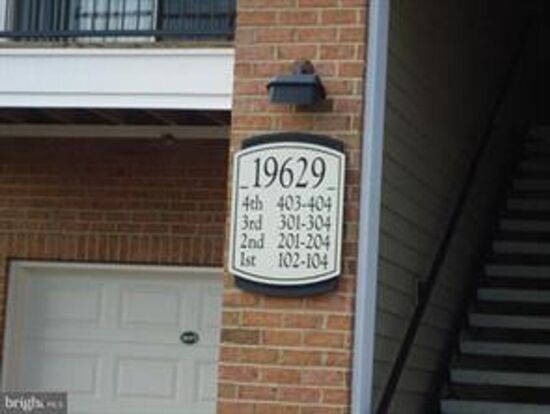 19629
4th 403-404
3rd 301-304
2nd 201-204
1st 102-104
bright MLS